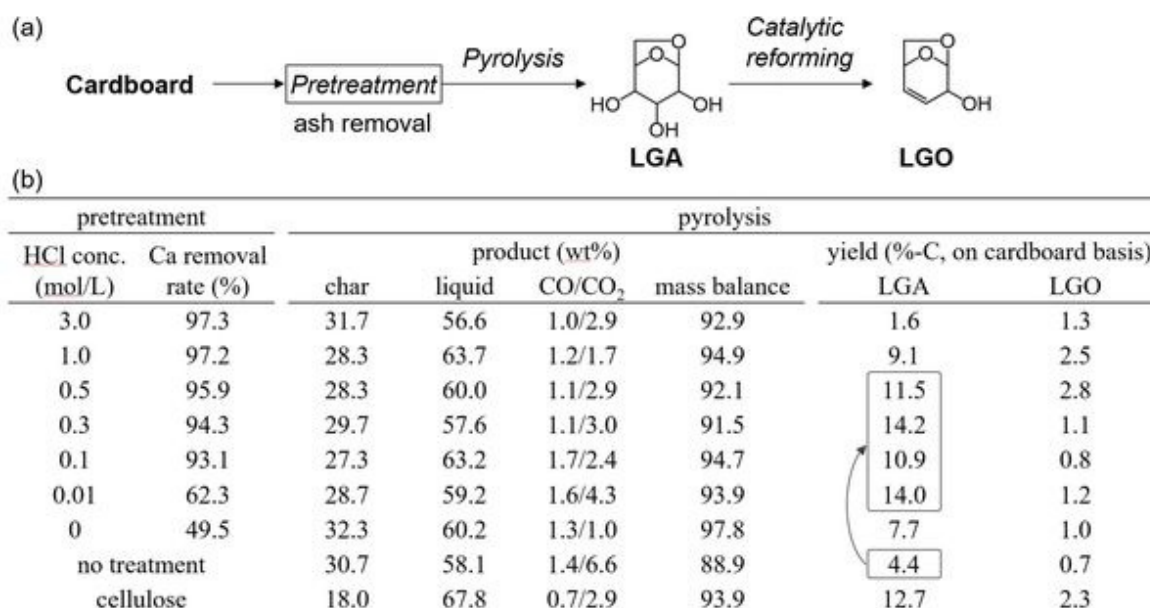 (a)
Cardboard Pretreatment Pyrolysis Catalytic
reforming
ash removal
O
O
HO OH
OH
LGA
O
O
OH
LGO
(b)
pretreatment pyrolysis
HCl conc. Ca removal product (wt%) yield (%-C, on cardboard basis)
(mol/L) rate (%) char liquid CO/CO₂ mass balance LGA LGO
3.0 97.3 31.7 56.6 1.0/2.9 92.9 1.6 1.3
1.0 97.2 28.3 63.7 1.2/1.7 94.9 9.1 2.5
0.5 95.9 28.3 60.0 1.1/2.9 92.1 11.5 2.8
0.3 94.3 29.7 57.6 1.1/3.0 91.5 14.2 1.1
0.1 93.1 27.3 63.2 1.7/2.4 94.7 10.9 0.8
0.01 62.3 28.7 59.2 1.6/4.3 93.9 14.0 1.2
0 49.5 32.3 60.2 1.3/1.0 97.8 7.7 1.0
no treatment 30.7 58.1 1.4/6.6 88.9 4.4 0.7
cellulose 18.0 67.8 0.7/2.9 93.9 12.7 2.3